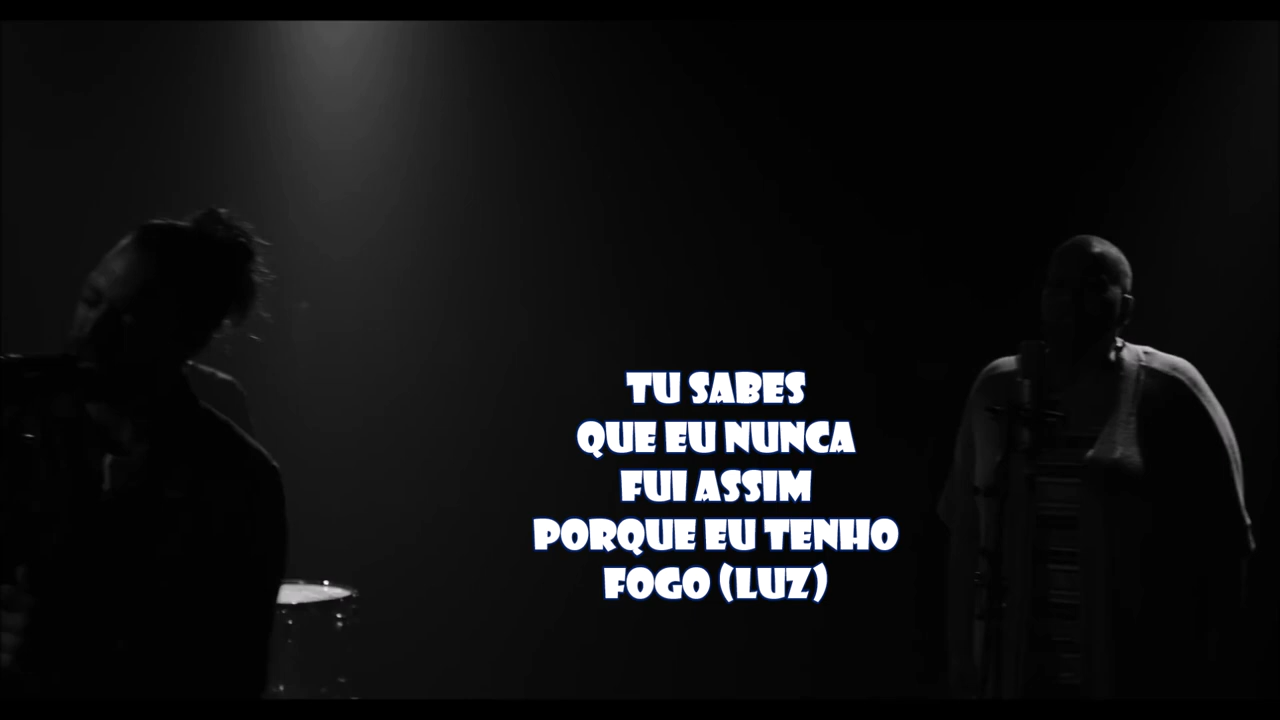 TU SABES
QUE EU NUNCA
FUI ASSIM
PORQUE EU TENHO
FOGO (LUZ)